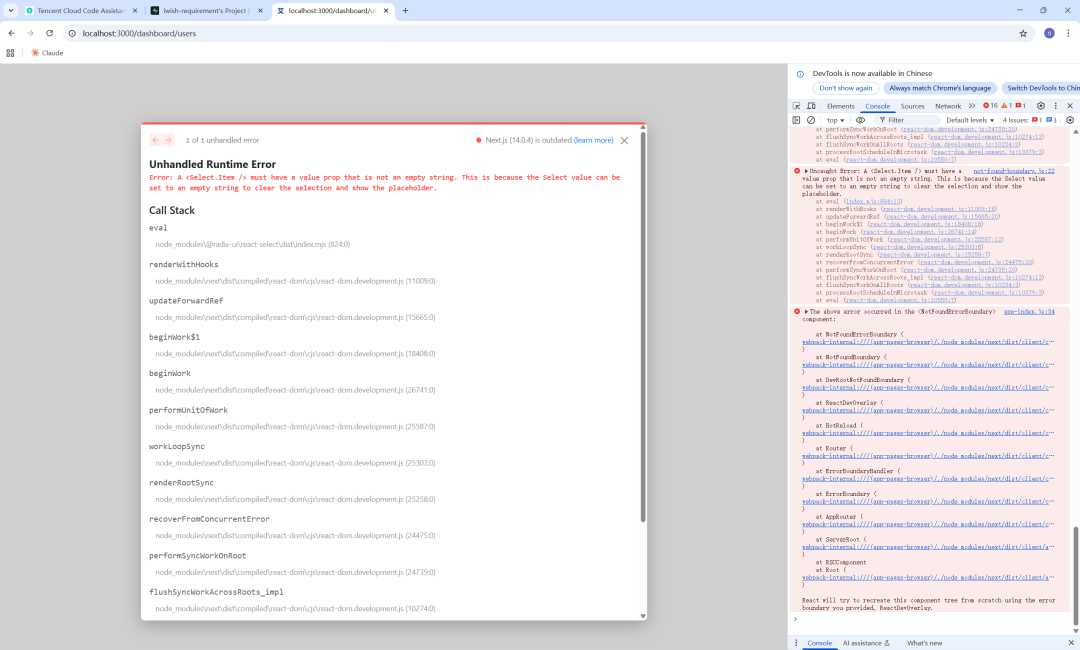 Tencent Cloud Code Assistan
iwish-requirement's Project |
localhost:3000/dashboard/us
localhost:3000/dashboard/users
Claude
1 of 1 unhandled error
Next.js (14.0.4) is outdated (learn more)
Unhandled Runtime Error
Error: A <Select.Item /> must have a value prop that is not an empty string. This is because the Select value can be
set to an empty string to clear the selection and show the placeholder.
Call Stack
eval
node_modules\@radix-ui\react-select\dist\index.mjs (824:0)
renderWithHooks
node_modules\next\dist\compiled\react-dom\cjs\react-dom.development.js (11009:0)
updateForwardRef
node_modules\next\dist\compiled\react-dom\cjs\react-dom.development.js (15665:0)
beginWork$1
node_modules\next\dist\compiled\react-dom\cjs\react-dom.development.js (18408:0)
beginWork
node_modules\next\dist\compiled\react-dom\cjs\react-dom.development.js (26741:0)
performUnitOfWork
node_modules\next\dist\compiled\react-dom\cjs\react-dom.development.js (25587:0)
workLoopSync
node_modules\next\dist\compiled\react-dom\cjs\react-dom.development.js (25303:0)
renderRootSync
node_modules\next\dist\compiled\react-dom\cjs\react-dom.development.js (25258:0)
recoverFromConcurrentError
node_modules\next\dist\compiled\react-dom\cjs\react-dom.development.js (24475:0)
performSyncWorkOnRoot
node_modules\next\dist\compiled\react-dom\cjs\react-dom.development.js (24739:0)
flushSyncWorkAcrossRoots_impl
node_modules\next\dist\compiled\react-dom\cjs\react-dom.development.js (10274:0)
DevTools is now available in Chinese
Don't show again
Always match Chrome's language
Switch DevTools to Chin
Elements
Console
Sources
Network
16
1
1
top
Filter
Default levels
4 Issues:
1
3
at performSyncWorkOnRoot (react-dom.development.js:24739:20)
at flushSyncWorkAcrossRoots_impl (react-dom.development.js:10274:13)
at flushSyncWorkOnAllRoots (react-dom.development.js:10234:3)
at processRootScheduleInMicrotask (react-dom.development.js:10379:3)
at eval (react-dom.development.js:10550:7)
Uncaught Error: A <Select.Item /> must have a not-found-boundary.js:22
value prop that is not an empty string. This is because the Select value
can be set to an empty string to clear the selection and show the
placeholder.
at eval (index.mjs:884:13)
at renderWithHooks (react-dom.development.js:11009:18)
at updateForwardRef (react-dom.development.js:15665:20)
at beginWork$1 (react-dom.development.js:18408:16)
at beginWork (react-dom.development.js:26741:14)
at performUnitOfWork (react-dom.development.js:25587:12)
at workLoopSync (react-dom.development.js:25303:5)
at renderRootSync (react-dom.development.js:25258:7)
at recoverFromConcurrentError (react-dom.development.js:24475:20)
at performSyncWorkOnRoot (react-dom.development.js:24739:20)
at flushSyncWorkAcrossRoots_impl (react-dom.development.js:10274:13)
at flushSyncWorkOnAllRoots (react-dom.development.js:10234:3)
at processRootScheduleInMicrotask (react-dom.development.js:10379:3)
at eval (react-dom.development.js:10550:7)
The above error occurred in the <NotFoundErrorBoundary> app-index.js:34
component:
at NotFoundErrorBoundary (
webpack-internal:///(app-pages-browser)/./node_modules/next/dist/client/c…
)
at NotFoundBoundary (
webpack-internal:///(app-pages-browser)/./node_modules/next/dist/client/c…
)
at DevRootNotFoundBoundary (
webpack-internal:///(app-pages-browser)/./node_modules/next/dist/client/c…
)
at ReactDevOverlay (
webpack-internal:///(app-pages-browser)/./node_modules/next/dist/client/c…
)
at HotReload (
webpack-internal:///(app-pages-browser)/./node_modules/next/dist/client/c…
)
at Router (
webpack-internal:///(app-pages-browser)/./node_modules/next/dist/client/c…
)
at ErrorBoundaryHandler (
webpack-internal:///(app-pages-browser)/./node_modules/next/dist/client/c…
)
at ErrorBoundary (
webpack-internal:///(app-pages-browser)/./node_modules/next/dist/client/c…
)
at AppRouter (
webpack-internal:///(app-pages-browser)/./node_modules/next/dist/client/c…
)
at ServerRoot (
webpack-internal:///(app-pages-browser)/./node_modules/next/dist/client/a…
)
at RSCComponent
at Root (
webpack-internal:///(app-pages-browser)/./node_modules/next/dist/client/a…
)
React will try to recreate this component tree from scratch using the error
boundary you provided, ReactDevOverlay.
Console
AI assistance
What's new